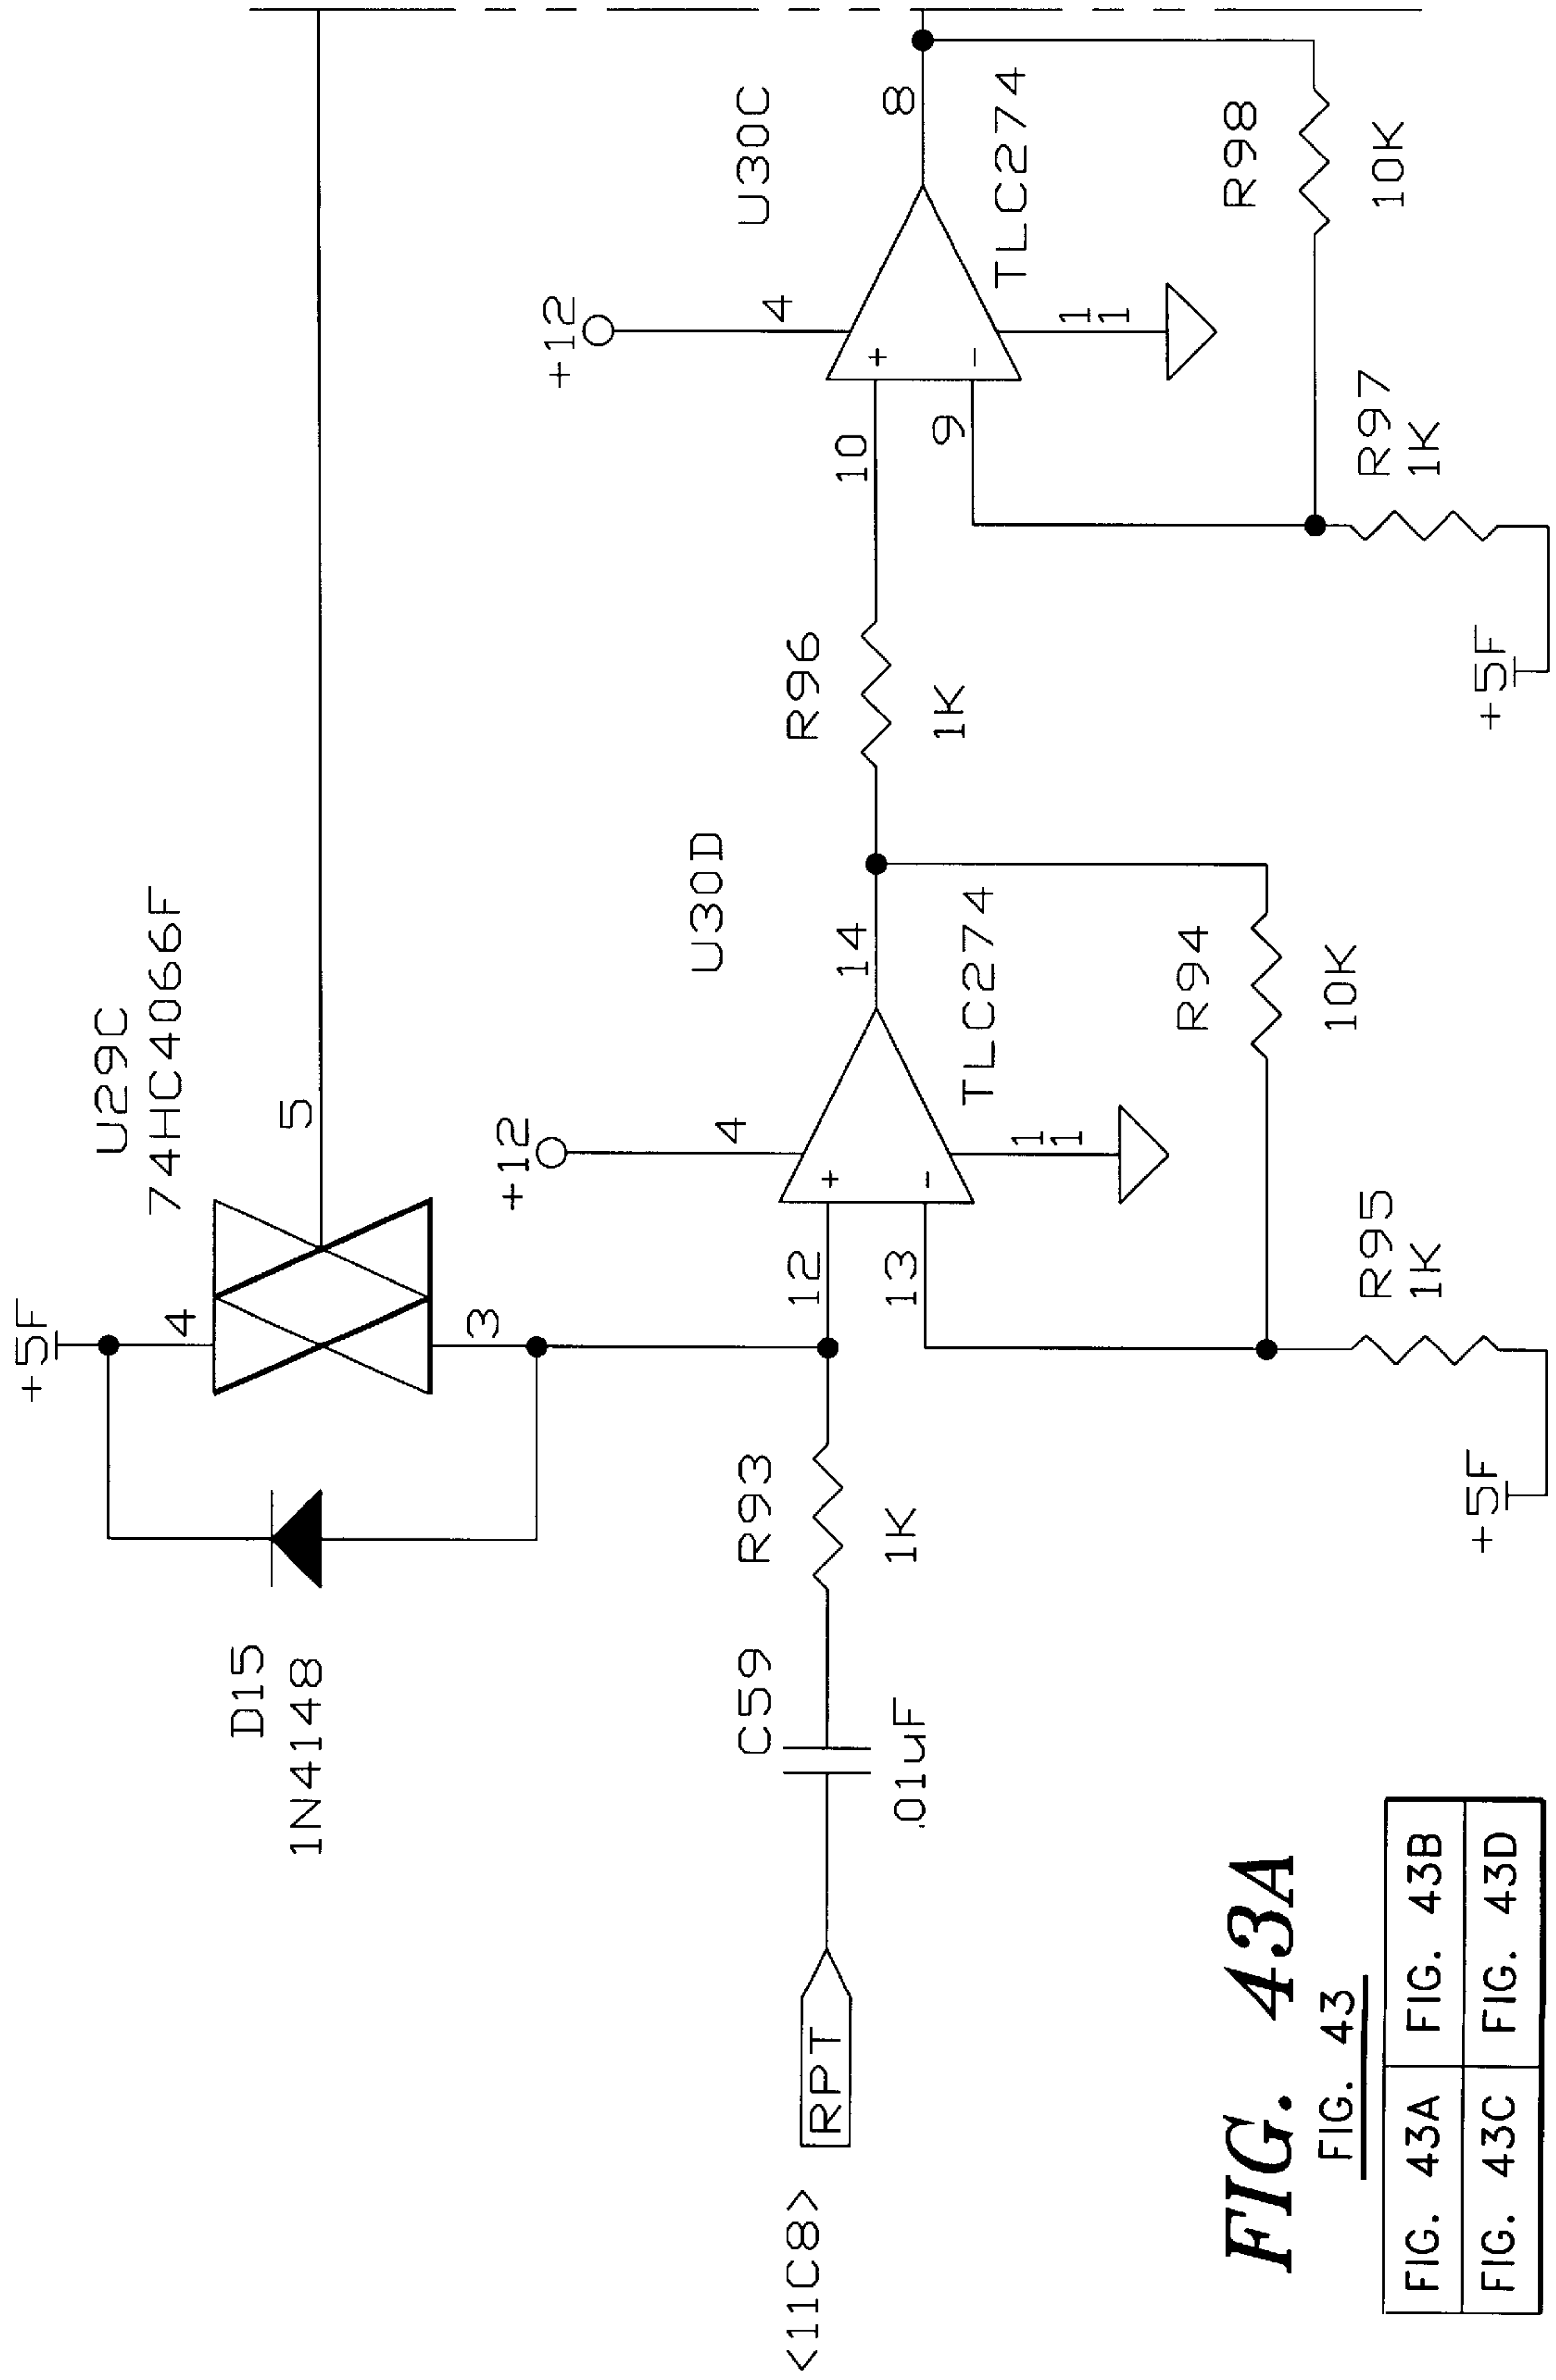 +5F
4
U29C
74HC4066F
5
3
D15
1N4148
+12
4
U30D
+12
4
U30C
<11C8>
RPT
C59
.01uF
R93
1K
12
13
+
-
14
TLC274
11
R96
1K
10
9
+
-
8
TLC274
11
R94
10K
R98
10K
R95
1K
+5F
R97
1K
+5F
FIG. 43A
FIG. 43
FIG. 43A FIG. 43B
FIG. 43C FIG. 43D